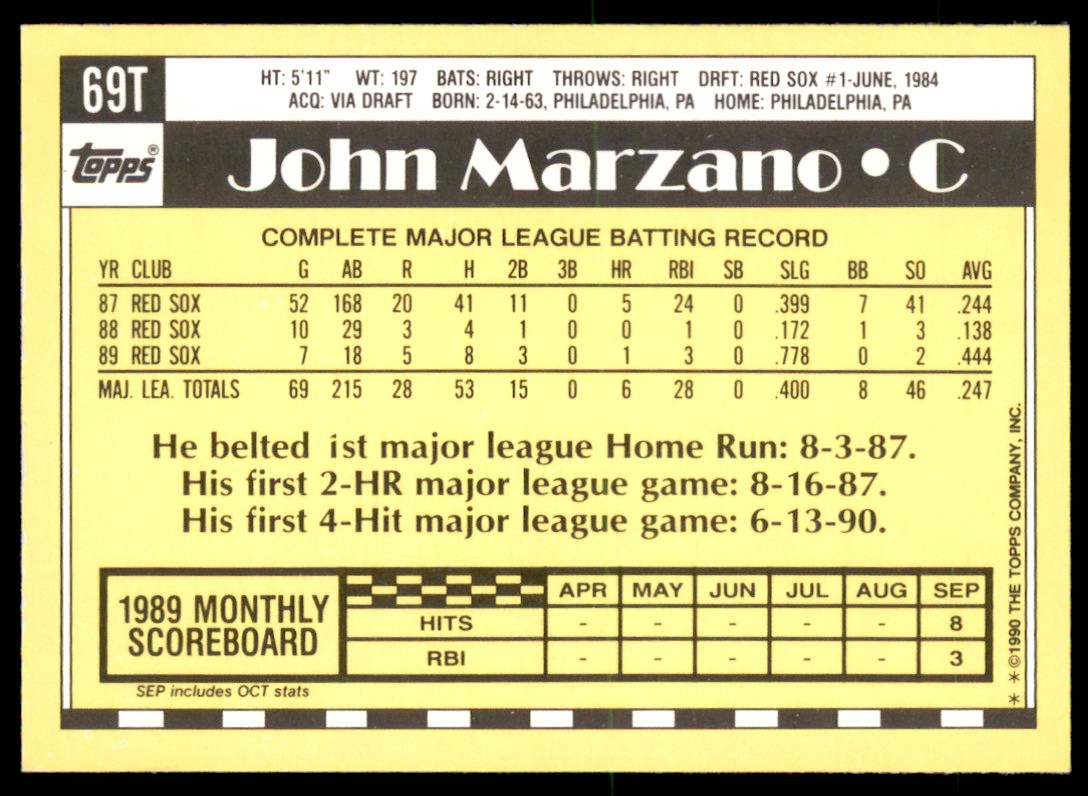 69T
HT: 5'11" WT: 197 BATS: RIGHT THROWS: RIGHT DRFT: RED SOX #1-JUNE, 1984
ACQ: VIA DRAFT BORN: 2-14-63, PHILADELPHIA, PA HOME: PHILADELPHIA, PA
TOPPS®
John Marzano • C
COMPLETE MAJOR LEAGUE BATTING RECORD
YR CLUB G AB R H 2B 3B HR RBI SB SLG BB SO AVG
87 RED SOX 52 168 20 41 11 0 5 24 0 .399 7 41 .244
88 RED SOX 10 29 3 4 1 0 0 1 0 .172 1 3 .138
89 RED SOX 7 18 5 8 3 0 1 3 0 .778 0 2 .444
MAJ. LEA. TOTALS 69 215 28 53 15 0 6 28 0 .400 8 46 .247
He belted 1st major league Home Run: 8-3-87.
His first 2-HR major league game: 8-16-87.
His first 4-Hit major league game: 6-13-90.
1989 MONTHLY
SCOREBOARD
APR MAY JUN JUL AUG SEP
HITS - - - - - 8
RBI - - - - - 3
SEP includes OCT stats
* * ©1990 THE TOPPS COMPANY, INC.